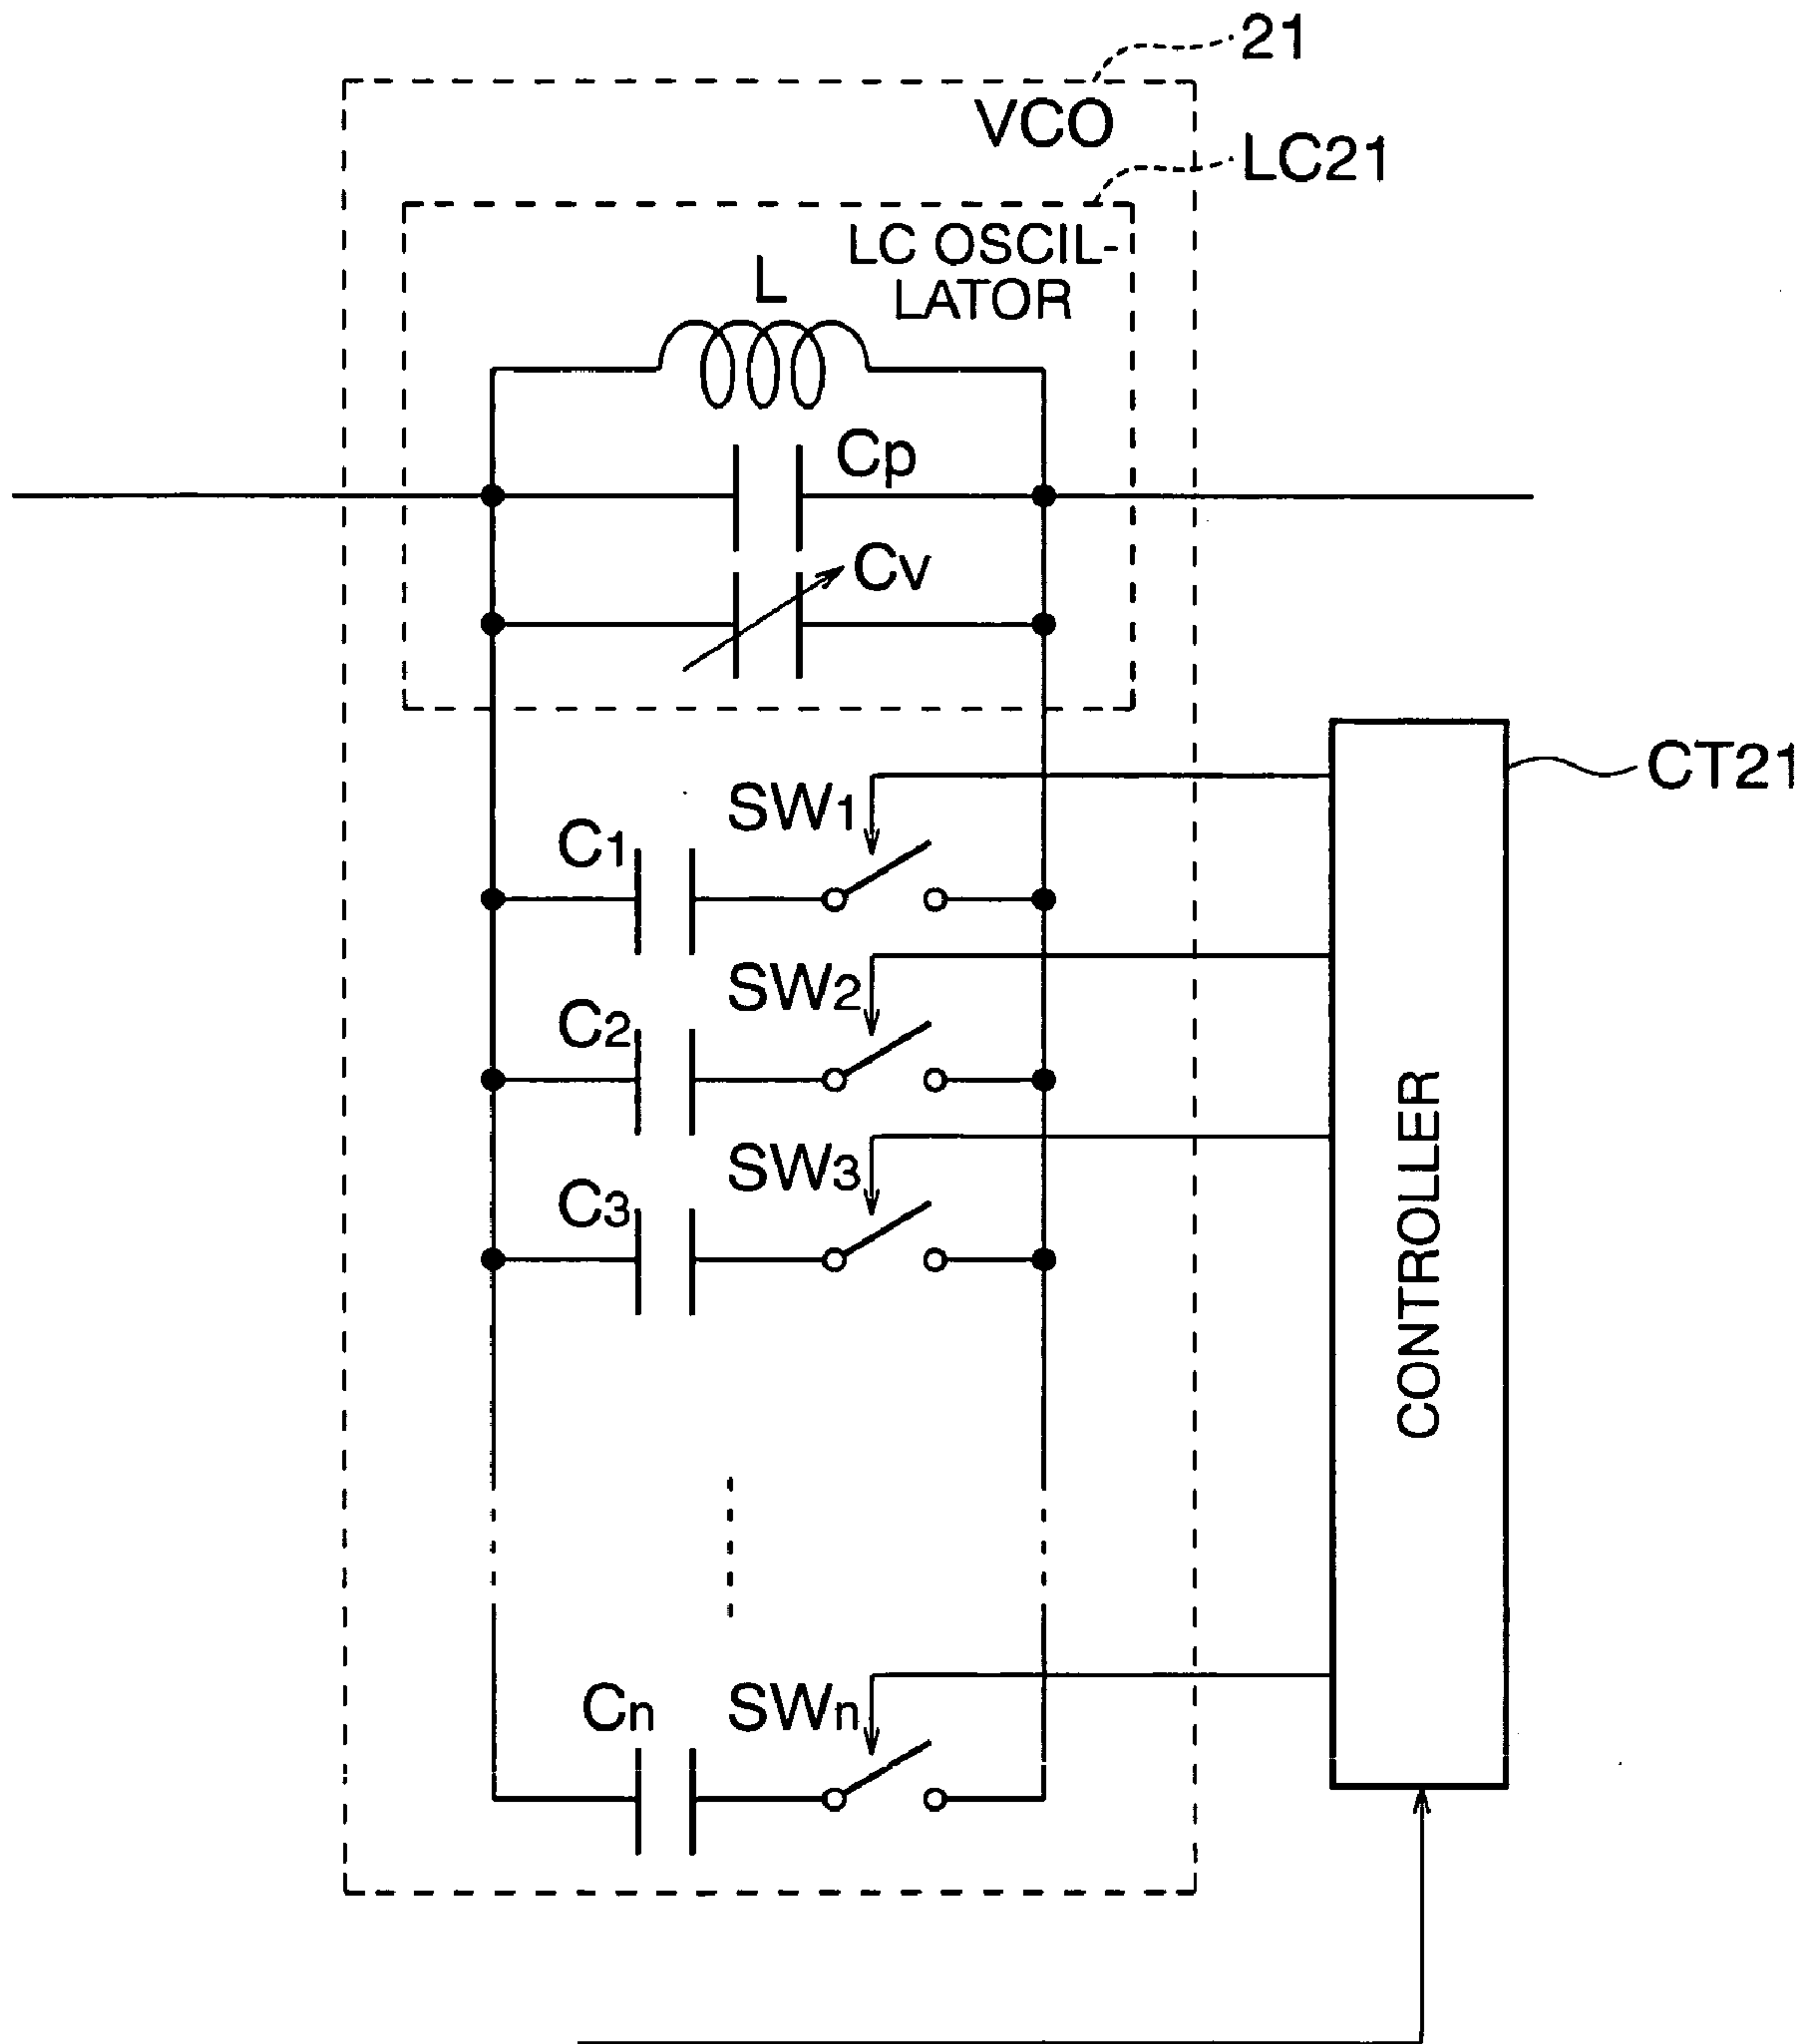 21
VCO
LC21
LC OSCIL-
LATOR
L
Cp
Cv
CT21
SW1
C1
SW2
C2
SW3
C3
CONTROLLER
Cn
SWn